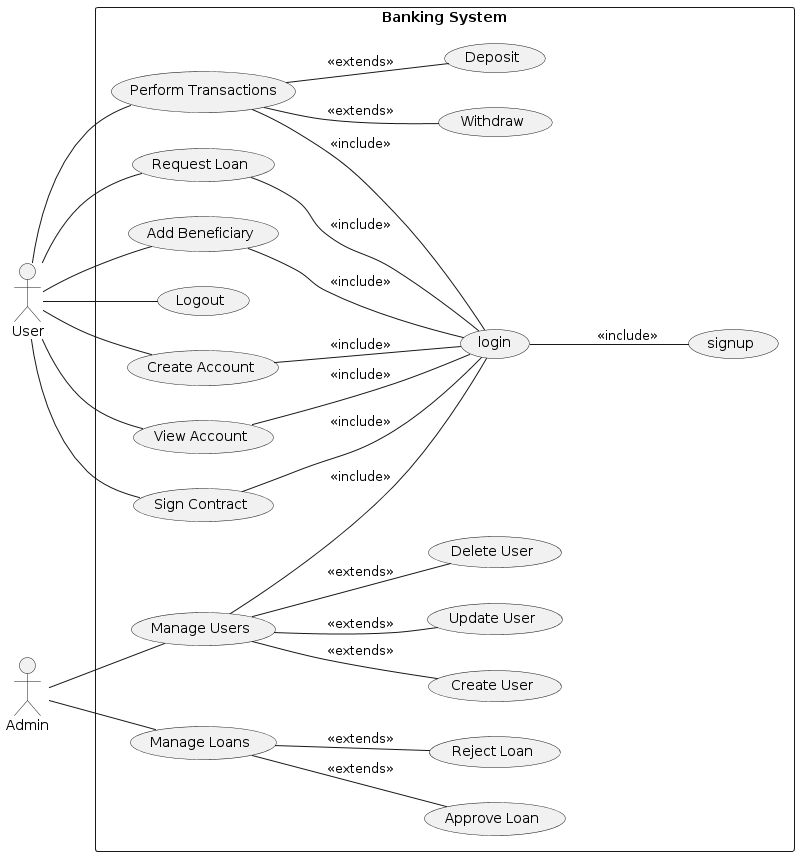 Banking System
Deposit
«extends»
Perform Transactions
«extends»
Withdraw
«include»
Request Loan
«include»
Add Beneficiary
«include»
Logout
User
login
«include»
signup
«include»
Create Account
«include»
View Account
«include»
Sign Contract
«include»
Delete User
«extends»
Update User
«extends»
Manage Users
«extends»
Create User
Admin
Manage Loans
«extends»
Reject Loan
«extends»
Approve Loan